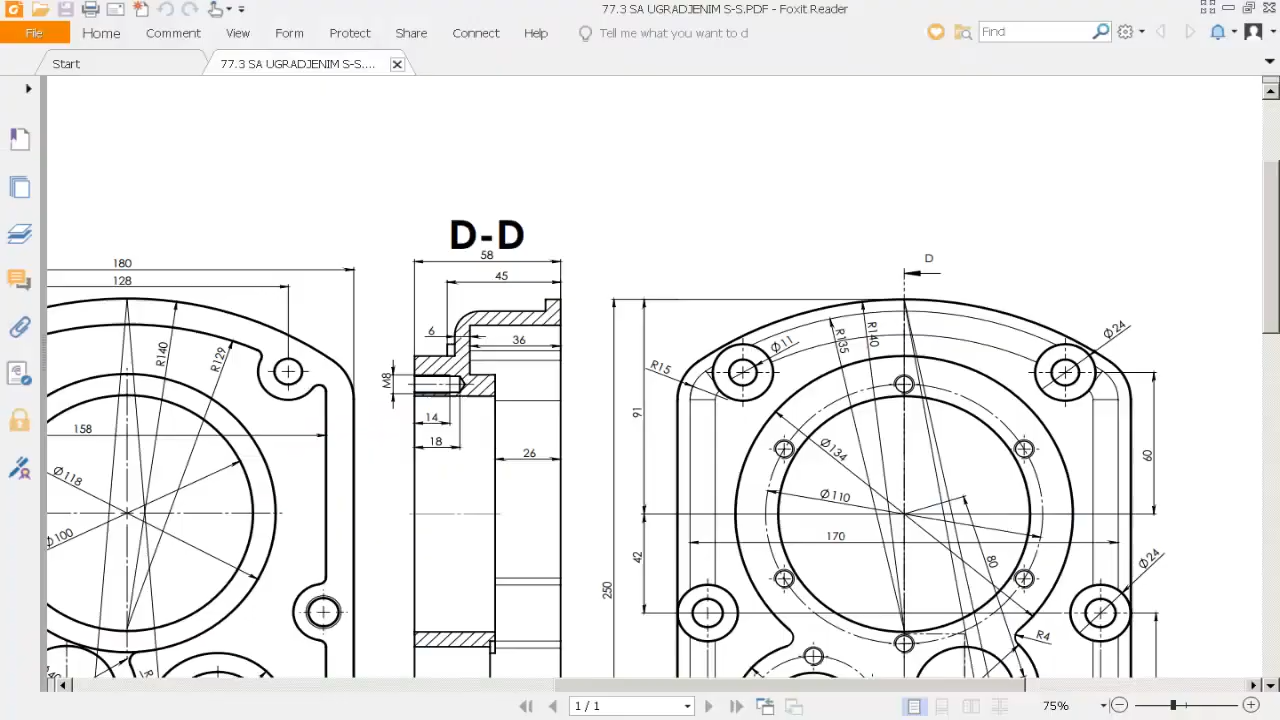 77.3 SA UGRADJENIM S-S.PDF - Foxit Reader
File Home Comment View Form Protect Share Connect Help Tell me what you want to d
Find
Start
77.3 SA UGRADJENIM S-S....
D-D
58
45
6
36
M8
14
18
26
180
128
R140
R129
158
Ø118
Ø100
D
Ø11
Ø24
R15
R135
R140
91
Ø134
60
Ø110
170
42
80
Ø24
250
R4
1 / 1
75%